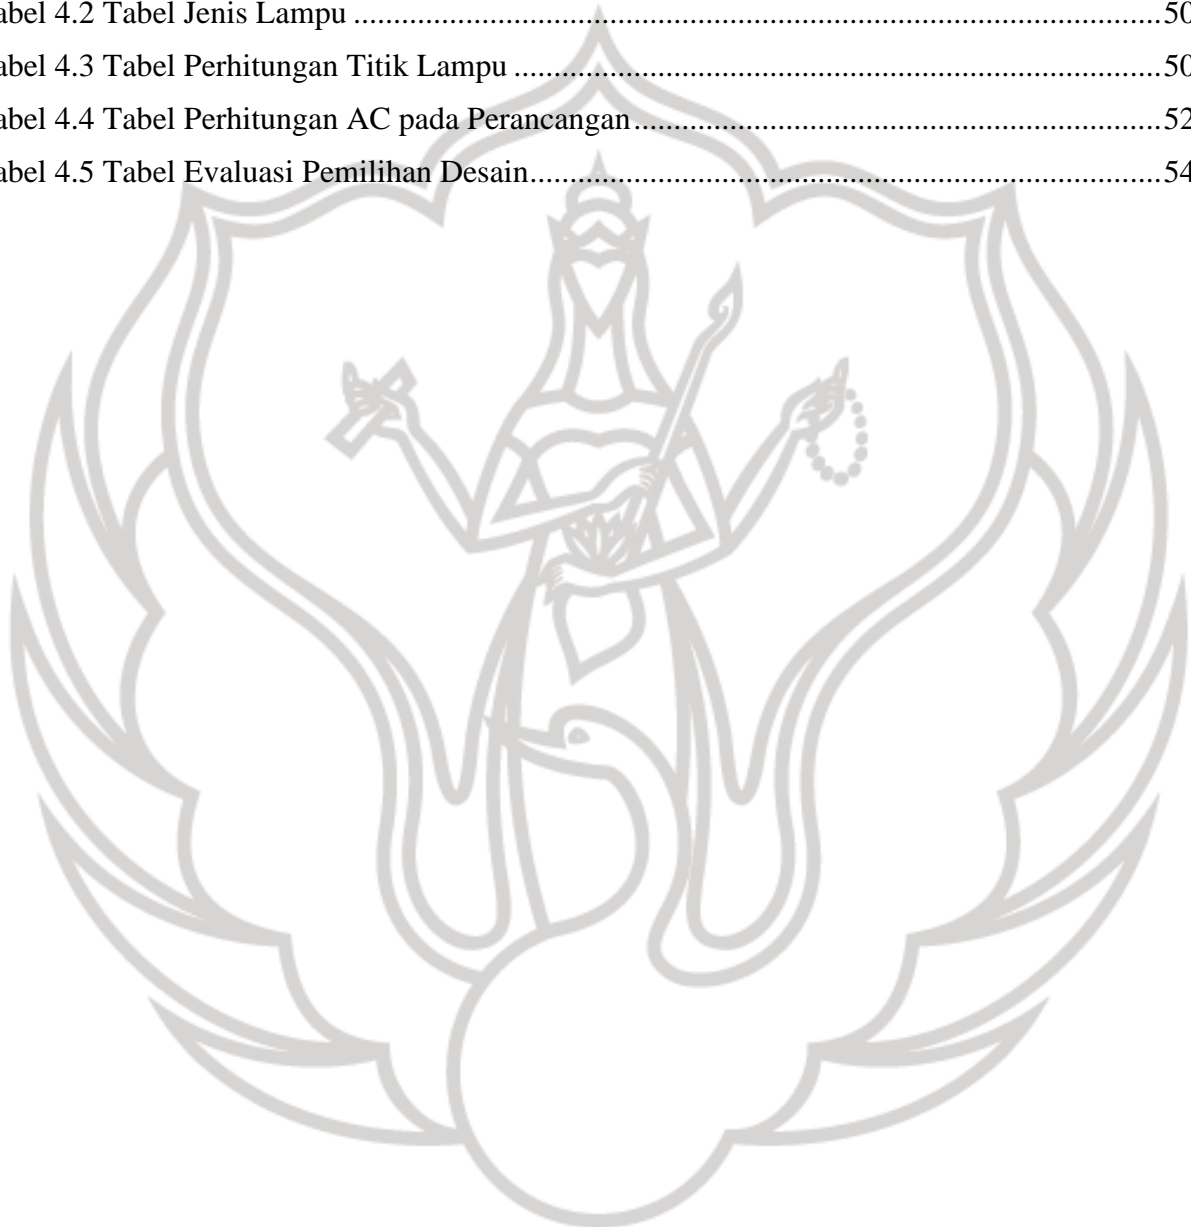 abel 4.2 Tabel Jenis Lampu ....................................................................................................50
abel 4.3 Tabel Perhitungan Titik Lampu ................................................................................50
abel 4.4 Tabel Perhitungan AC pada Perancangan.................................................................52
abel 4.5 Tabel Evaluasi Pemilihan Desain..............................................................................54